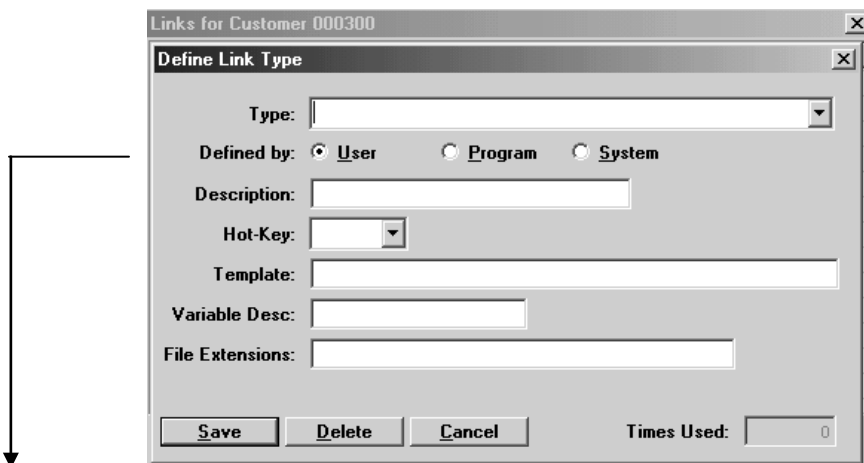 Links for Customer 000300
Define Link Type
Type:
Defined by: User Program System
Description:
Hot-Key:
Template:
Variable Desc:
File Extensions:
Save Delete Cancel Times Used: 0